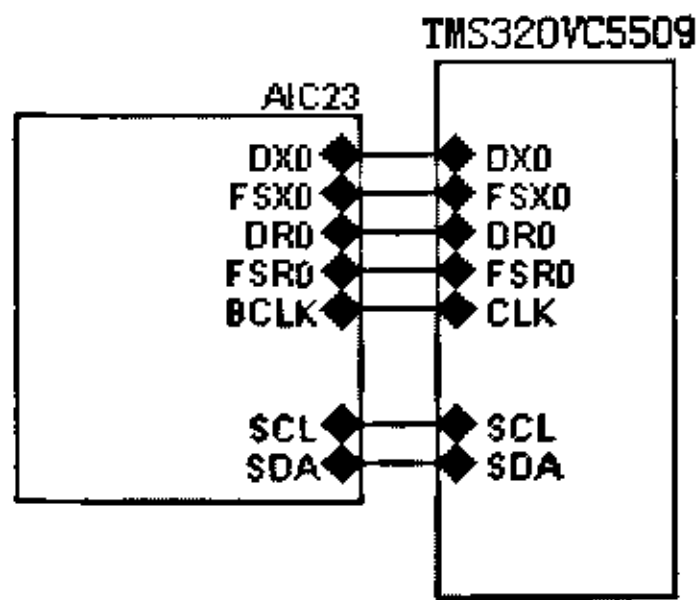 TMS320VC5509
AIC23
DX0 DX0
FSX0 FSX0
DR0 DR0
FSR0 FSR0
BCLK CLK
SCL SCL
SDA SDA